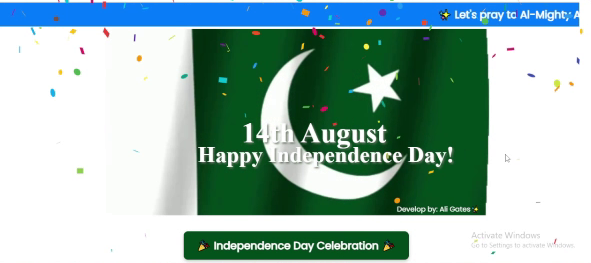 Let's pray to Al-Mighty
14th August
Happy Independence Day!
Develop by: Ali Gates
Independence Day Celebration
Activate Windows
Go to Settings to activate Windows.